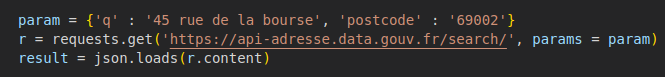 param = {'q' : '45 rue de la bourse', 'postcode' : '69002'}
r = requests.get('https://api-adresse.data.gouv.fr/search/', params = param)
result = json.loads(r.content)